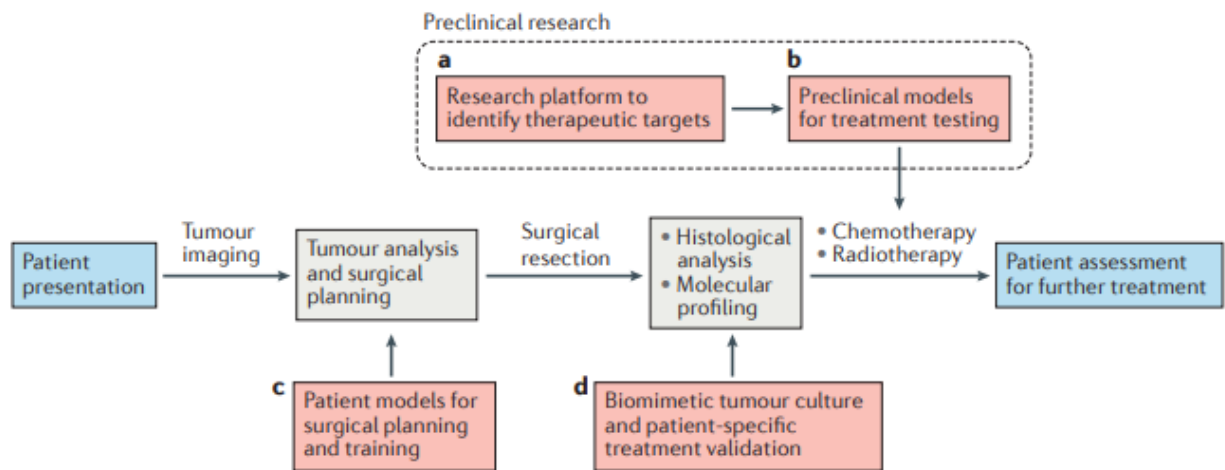 Preclinical research
a
Research platform to
identify therapeutic targets
b
Preclinical models
for treatment testing
Patient
presentation
Tumour
imaging
Tumour analysis
and surgical
planning
Surgical
resection
• Histological
analysis
• Molecular
profiling
• Chemotherapy
• Radiotherapy
Patient assessment
for further treatment
c
Patient models for
surgical planning
and training
d
Biomimetic tumour culture
and patient-specific
treatment validation